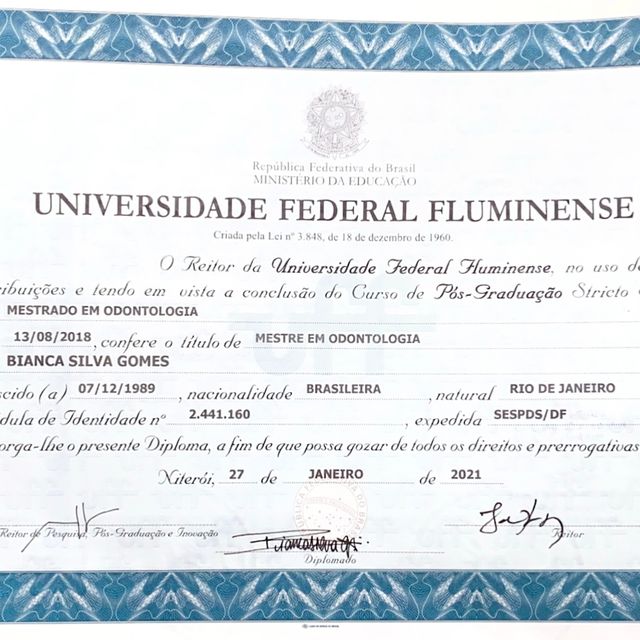 República Federativa do Brasil
MINISTÉRIO DA EDUCAÇÃO
UNIVERSIDADE FEDERAL FLUMINENSE
Criada pela Lei nº 3.848, de 18 de dezembro de 1960.
O Reitor da Universidade Federal Fluminense, no uso de
ribuições e tendo em vista a conclusão do Curso de Pós-Graduação Stricto
MESTRADO EM ODONTOLOGIA
13/08/2018, confere o título de MESTRE EM ODONTOLOGIA
BIANCA SILVA GOMES
scido (a) 07/12/1989, nacionalidade BRASILEIRA, natural RIO DE JANEIRO
dula de Identidade nº 2.441.160, expedida SESPDS/DF
orga-lhe o presente Diploma, a fim de que possa gozar de todos os direitos e prerrogativas
Niterói, 27 de JANEIRO de 2021
Reitor de Pesquisa, Pós-Graduação e Inovação
Reitor
Diplomado